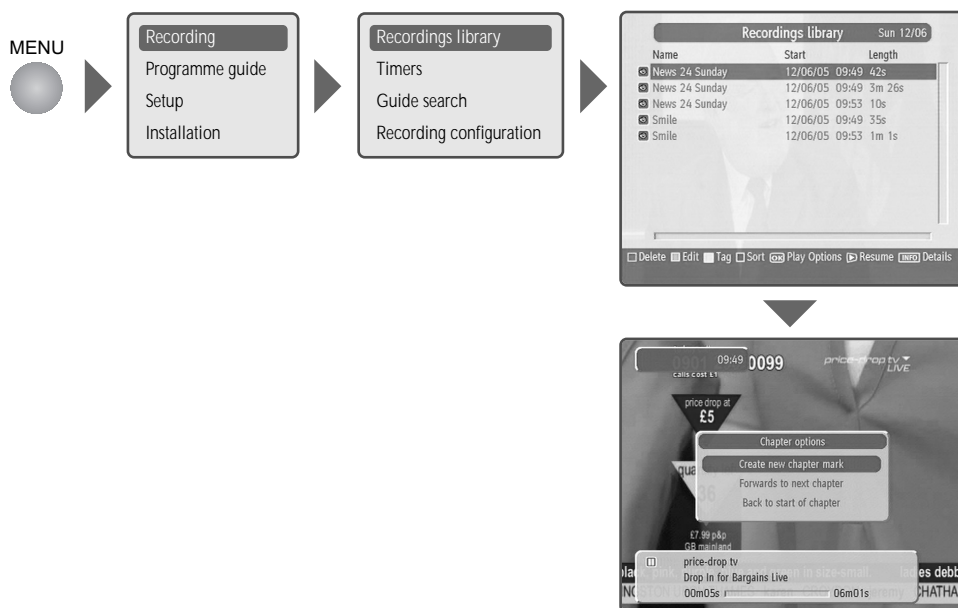 MENU
Recording
Programme guide
Setup
Installation
Recordings library
Timers
Guide search
Recording configuration
Recordings library Sun 12/06
Name Start Length
News 24 Sunday 12/06/05 09:49 42s
News 24 Sunday 12/06/05 09:49 3m 26s
News 24 Sunday 12/06/05 09:53 10s
Smile 12/06/05 09:49 35s
Smile 12/06/05 09:53 1m 1s
Delete Edit Tag Sort OK Play Options Resume INFO Details
09:49
0901 0099
calls cost £1
price-drop tv
LIVE
price drop at
£5
Chapter options
Create new chapter mark
Forwards to next chapter
Back to start of chapter
36
£7.99 p&p
GB mainland
price-drop tv
Drop In for Bargains Live
00m05s 06m01s